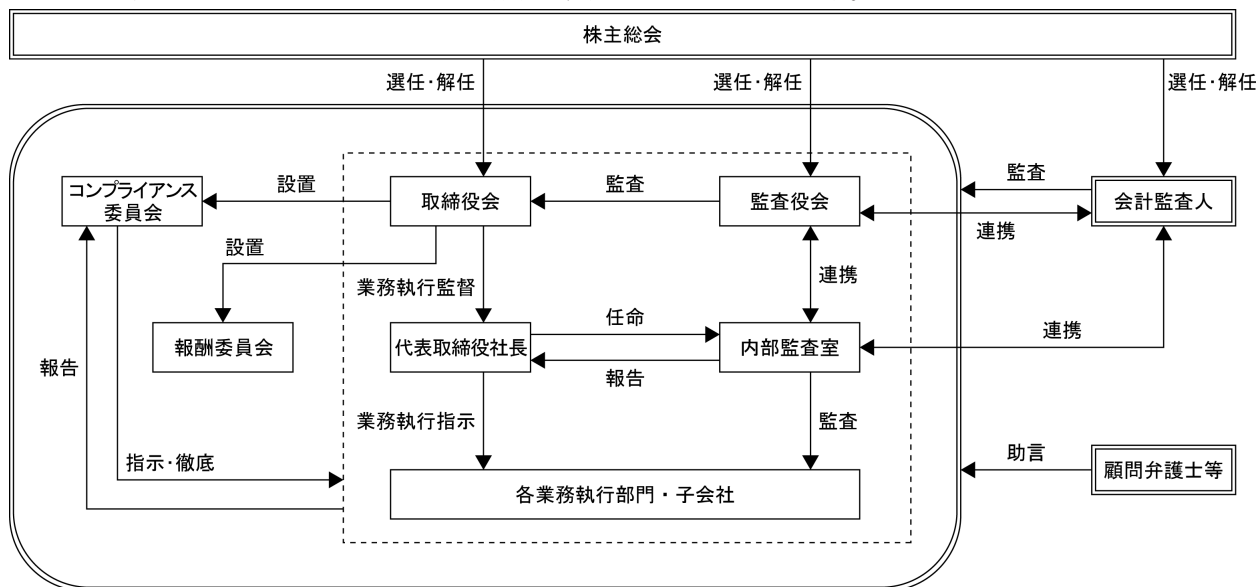 株主総会
選任・解任
選任・解任
選任・解任
コンプライアンス
委員会
設置
取締役会
監査
監査役会
監査
会計監査人
連携
設置
業務執行監督
連携
報酬委員会
代表取締役社長
任命
報告
内部監査室
連携
報告
業務執行指示
監査
指示・徹底
各業務執行部門・子会社
助言
顧問弁護士等